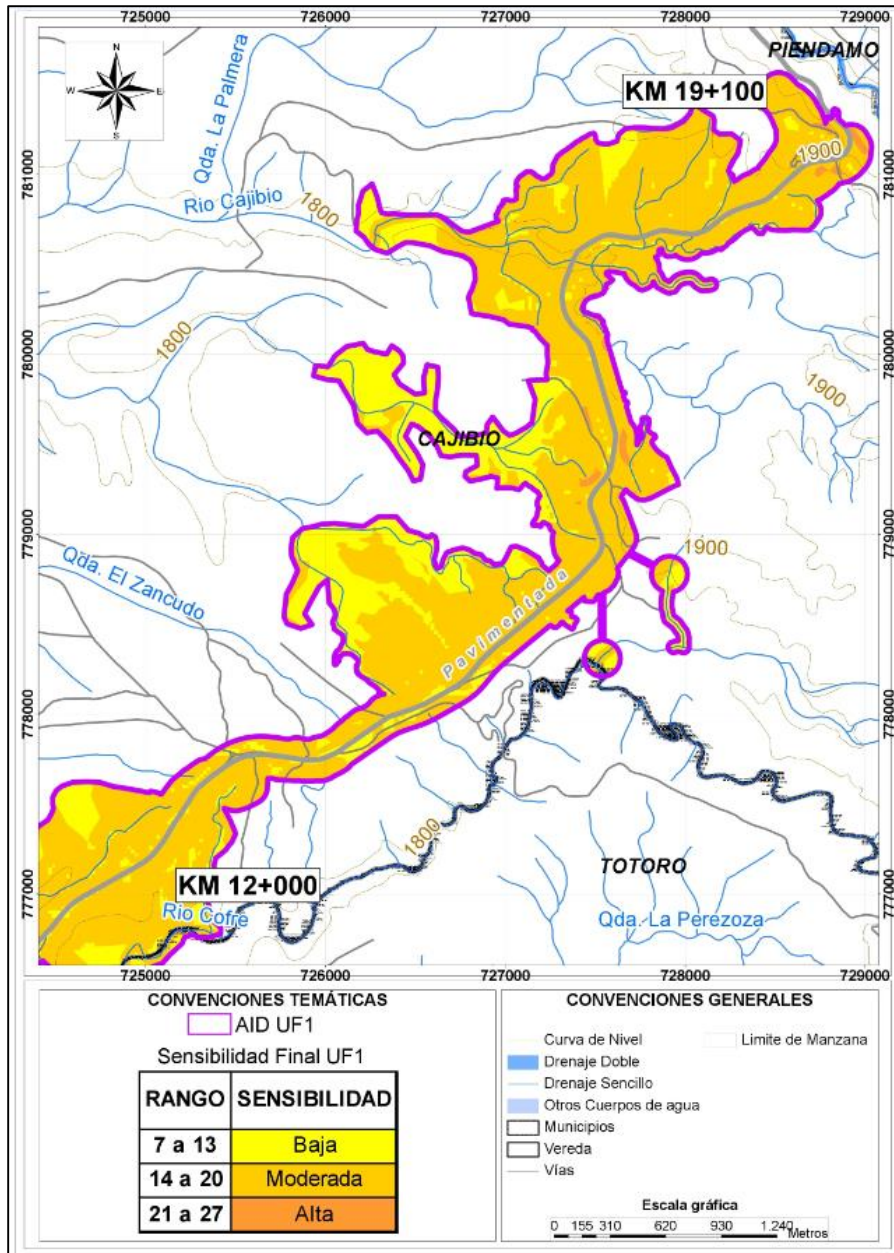 725000 726000 727000 728000 729000
N
W E
S
PIENDAMO
KM 19+100
Qda. La Palmera
1900
781000 781000
Rio Cajibio
1800
780000 780000
1800
1900
CAJIBIO
779000 779000
1900
Qda. El Zancudo
Pavimentada
778000 778000
1800
TOTORO
KM 12+000
777000 777000
Rio Cofre
Qda. La Perezoza
725000 726000 727000 728000 729000
CONVENCIONES TEMÁTICAS
AID UF1
Sensibilidad Final UF1
RANGO SENSIBILIDAD
7 a 13 Baja
14 a 20 Moderada
21 a 27 Alta
CONVENCIONES GENERALES
Curva de Nivel Limite de Manzana
Drenaje Doble
Drenaje Sencillo
Otros Cuerpos de agua
Municipios
Vereda
Vías
Escala gráfica
0 155 310 620 930 1.240 Metros